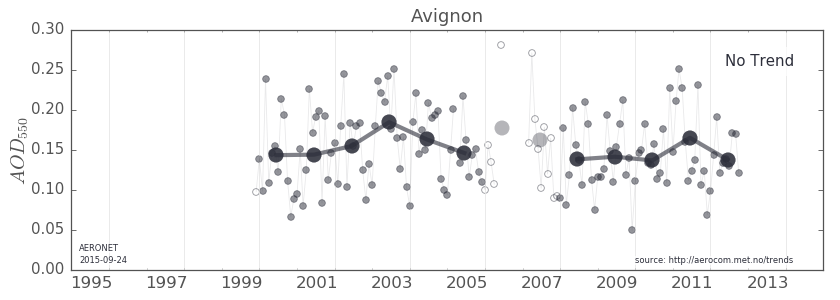 Avignon
0.30
0.25
0.20
0.15
0.10
0.05
0.00
AOD550
No Trend
AERONET
2015-09-24
source: http://aerocom.met.no/trends
1995 1997 1999 2001 2003 2005 2007 2009 2011 2013